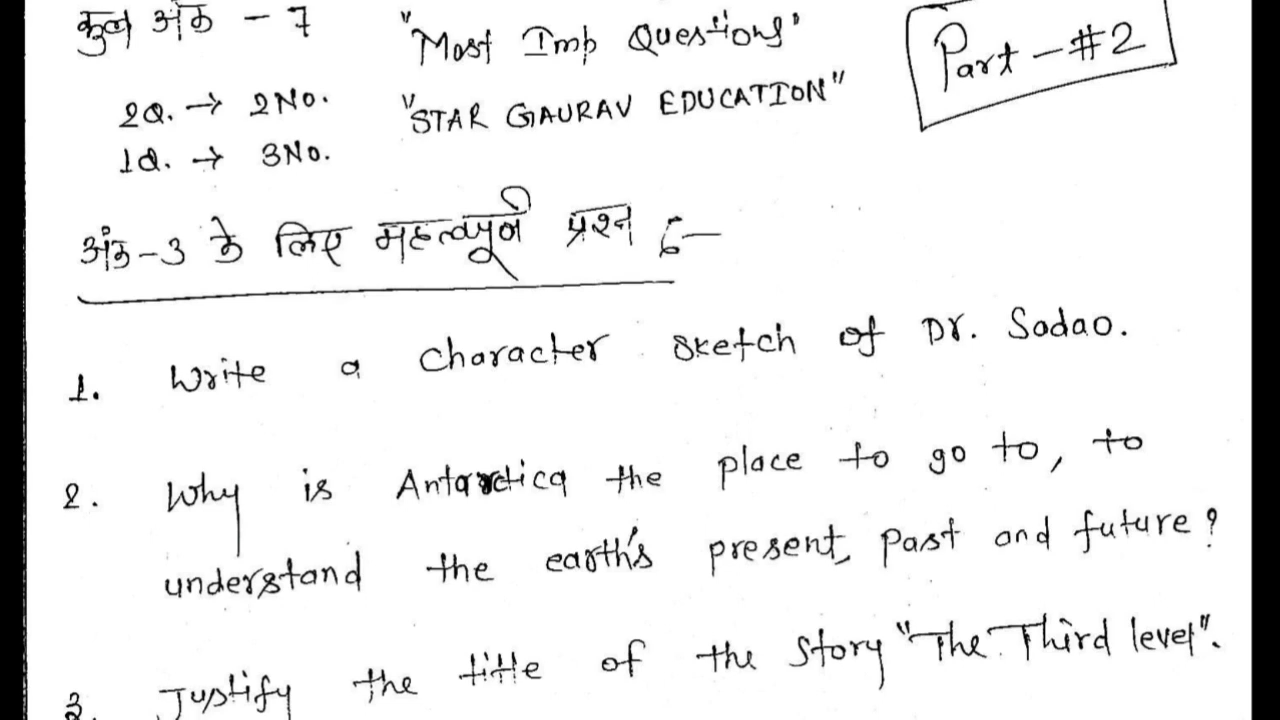 कुल अंक - 7 "Most Imp Questions"
Part - #2
2Q. → 2No. "STAR GAURAV EDUCATION"
1Q. → 3No.
अंक-3 के लिए महत्वपूर्ण प्रश्न :-
1. Write a character sketch of Dr. Sadao.
2. Why is Antarctica the place to go to, to
understand the earth's present, past and future?
3. Justify the title of the story "The Third level".